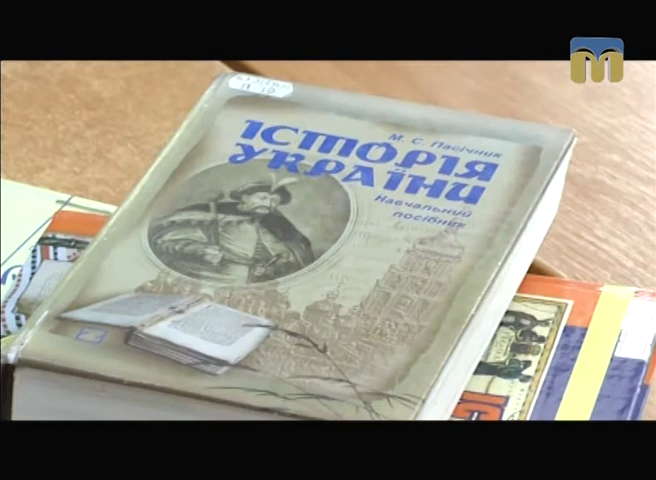 М. С. Пасічник
ІСТОРІЯ
УКРАЇНИ
Навчальний
посібник